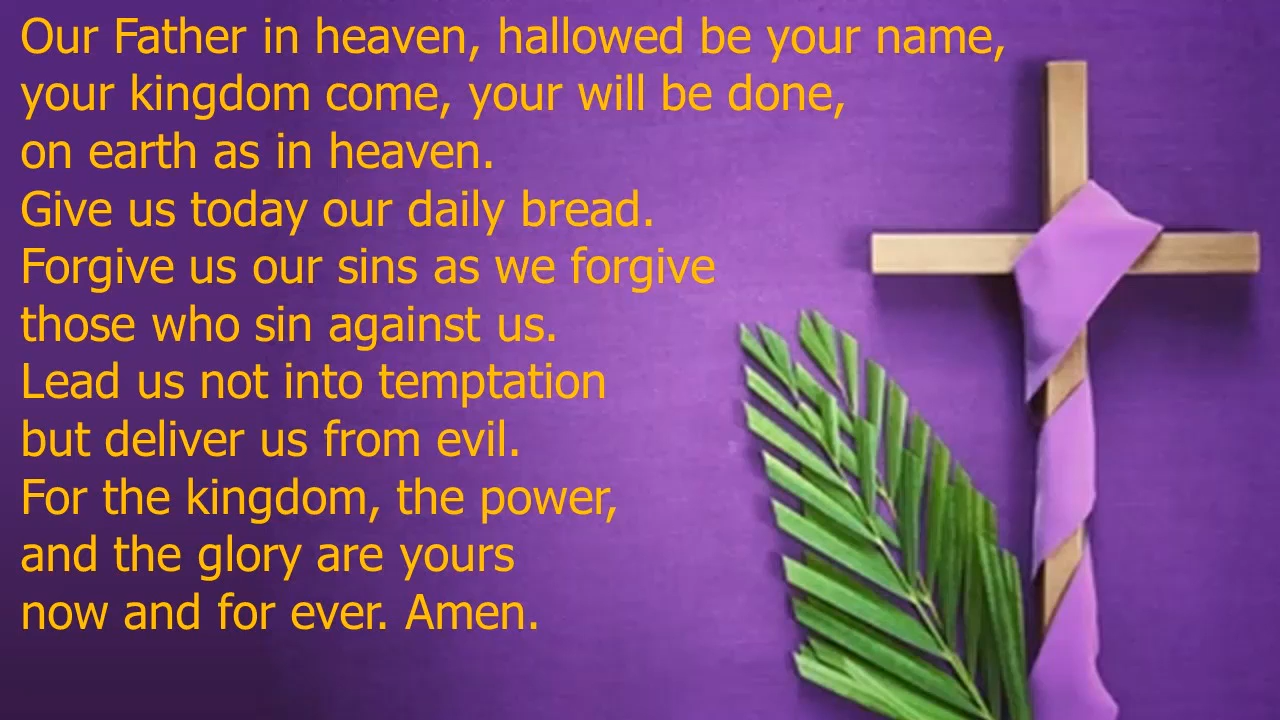 Our Father in heaven, hallowed be your name,
your kingdom come, your will be done,
on earth as in heaven.
Give us today our daily bread.
Forgive us our sins as we forgive
those who sin against us.
Lead us not into temptation
but deliver us from evil.
For the kingdom, the power,
and the glory are yours
now and for ever. Amen.